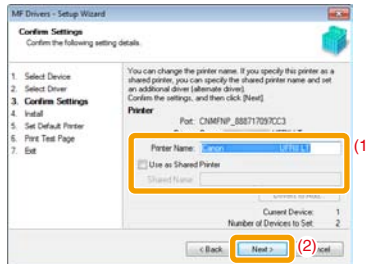 MF Drivers - Setup Wizard
Confirm Settings
Confirm the following setting details.
1. Select Device
2. Select Driver
3. Confirm Settings
4. Install
5. Set Default Printer
6. Print Test Page
7. Exit
You can change the printer name. If you specify this printer as a
shared printer, you can specify the shared printer name and set
an additional driver (alternate driver).
Confirm the settings, and then click [Next].
Printer
Port: CNMFNP_888717097CC3
Printer Name: Canon UFRII LT
(1
Use as Shared Printer
Shared Name:
Current Device: 1
Number of Devices to Set: 2
< Back
Next >
(2)